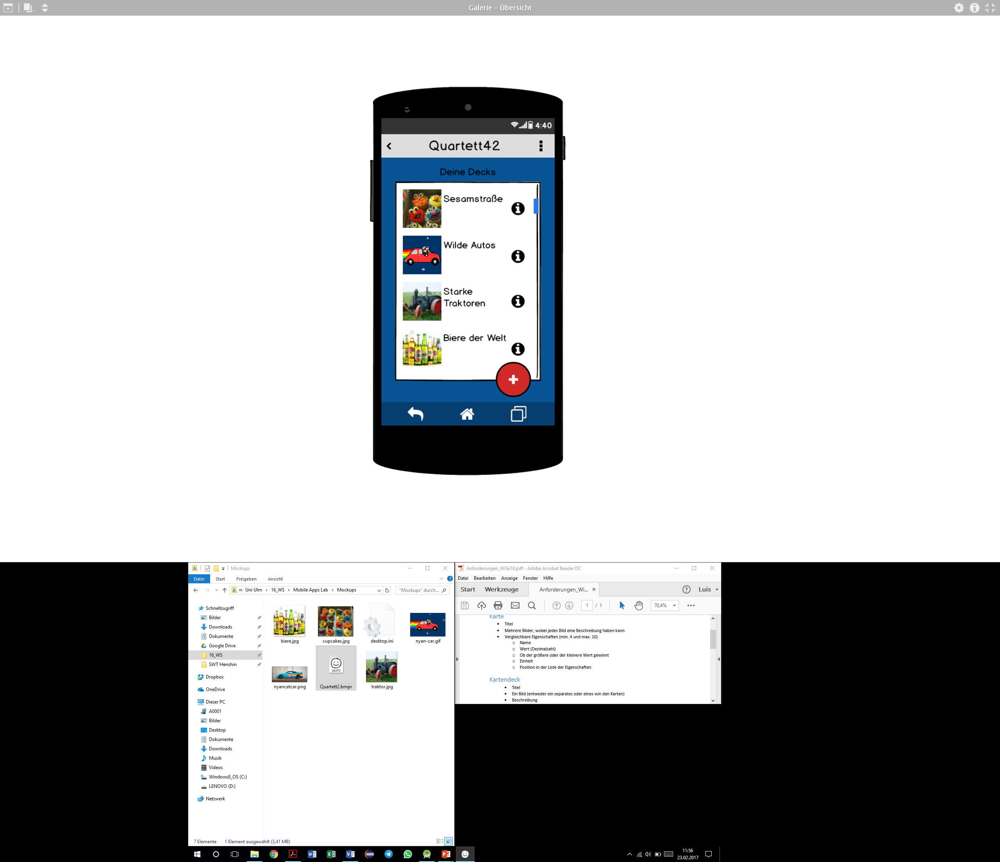 Galerie – Übersicht
4:40
Quartett42
Deine Decks
Sesamstraße
Wilde Autos
Starke
Traktoren
Biere der Welt
Mockups
Datei Start Freigeben Ansicht
« Uni Ulm > 16_WS > Mobile Apps Lab > Mockups
"Mockups" durch...
Schnellzugriff
Bilder
Downloads
Dokumente
Google Drive
16_WS
SWT Henshin
Dropbox
OneDrive
Dieser PC
A0001
Bilder
Desktop
Dokumente
Downloads
Musik
Videos
Windows8_OS (C:)
LENOVO (D:)
Netzwerk
biere.jpg
cupcakes.jpg
desktop.ini
nyan-car.gif
nyancatcar.png
BMPR
Quartett2.bmpr
traktor.jpg
7 Elemente 1 Element ausgewählt (3,41 MB)
Anforderungen_WiSe16.pdf - Adobe Acrobat Reader DC
Datei Bearbeiten Anzeige Fenster Hilfe
Start Werkzeuge Anforderungen_Wi... × ? Luis
1 / 1 70,4%
Karte
• Titel
• Mehrere Bilder, wobei jedes Bild eine Beschreibung haben kann
• Vergleichbare Eigenschaften (min. 4 und max. 10)
○ Name
○ Wert (Dezimalzahl)
○ Ob der größere oder der kleinere Wert gewinnt
○ Einheit
○ Position in der Liste der Eigenschaften
Kartendeck
• Titel
• Ein Bild (entweder ein separates oder eines von den Karten)
• Beschreibung
11:56
23.02.2017